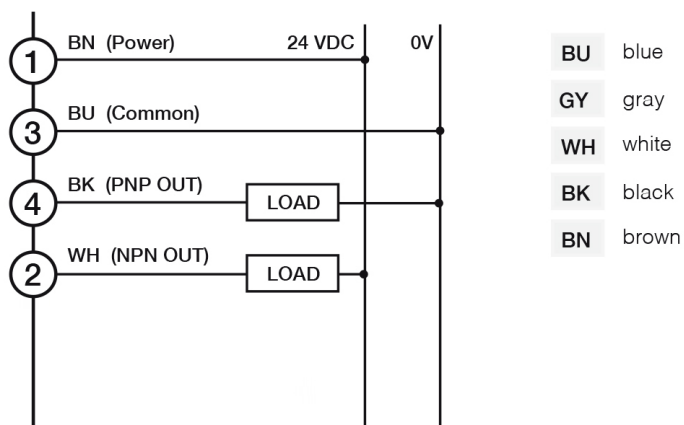 1 BN (Power) 24 VDC 0V
3 BU (Common)
4 BK (PNP OUT) LOAD
2 WH (NPN OUT) LOAD
BU blue
GY gray
WH white
BK black
BN brown